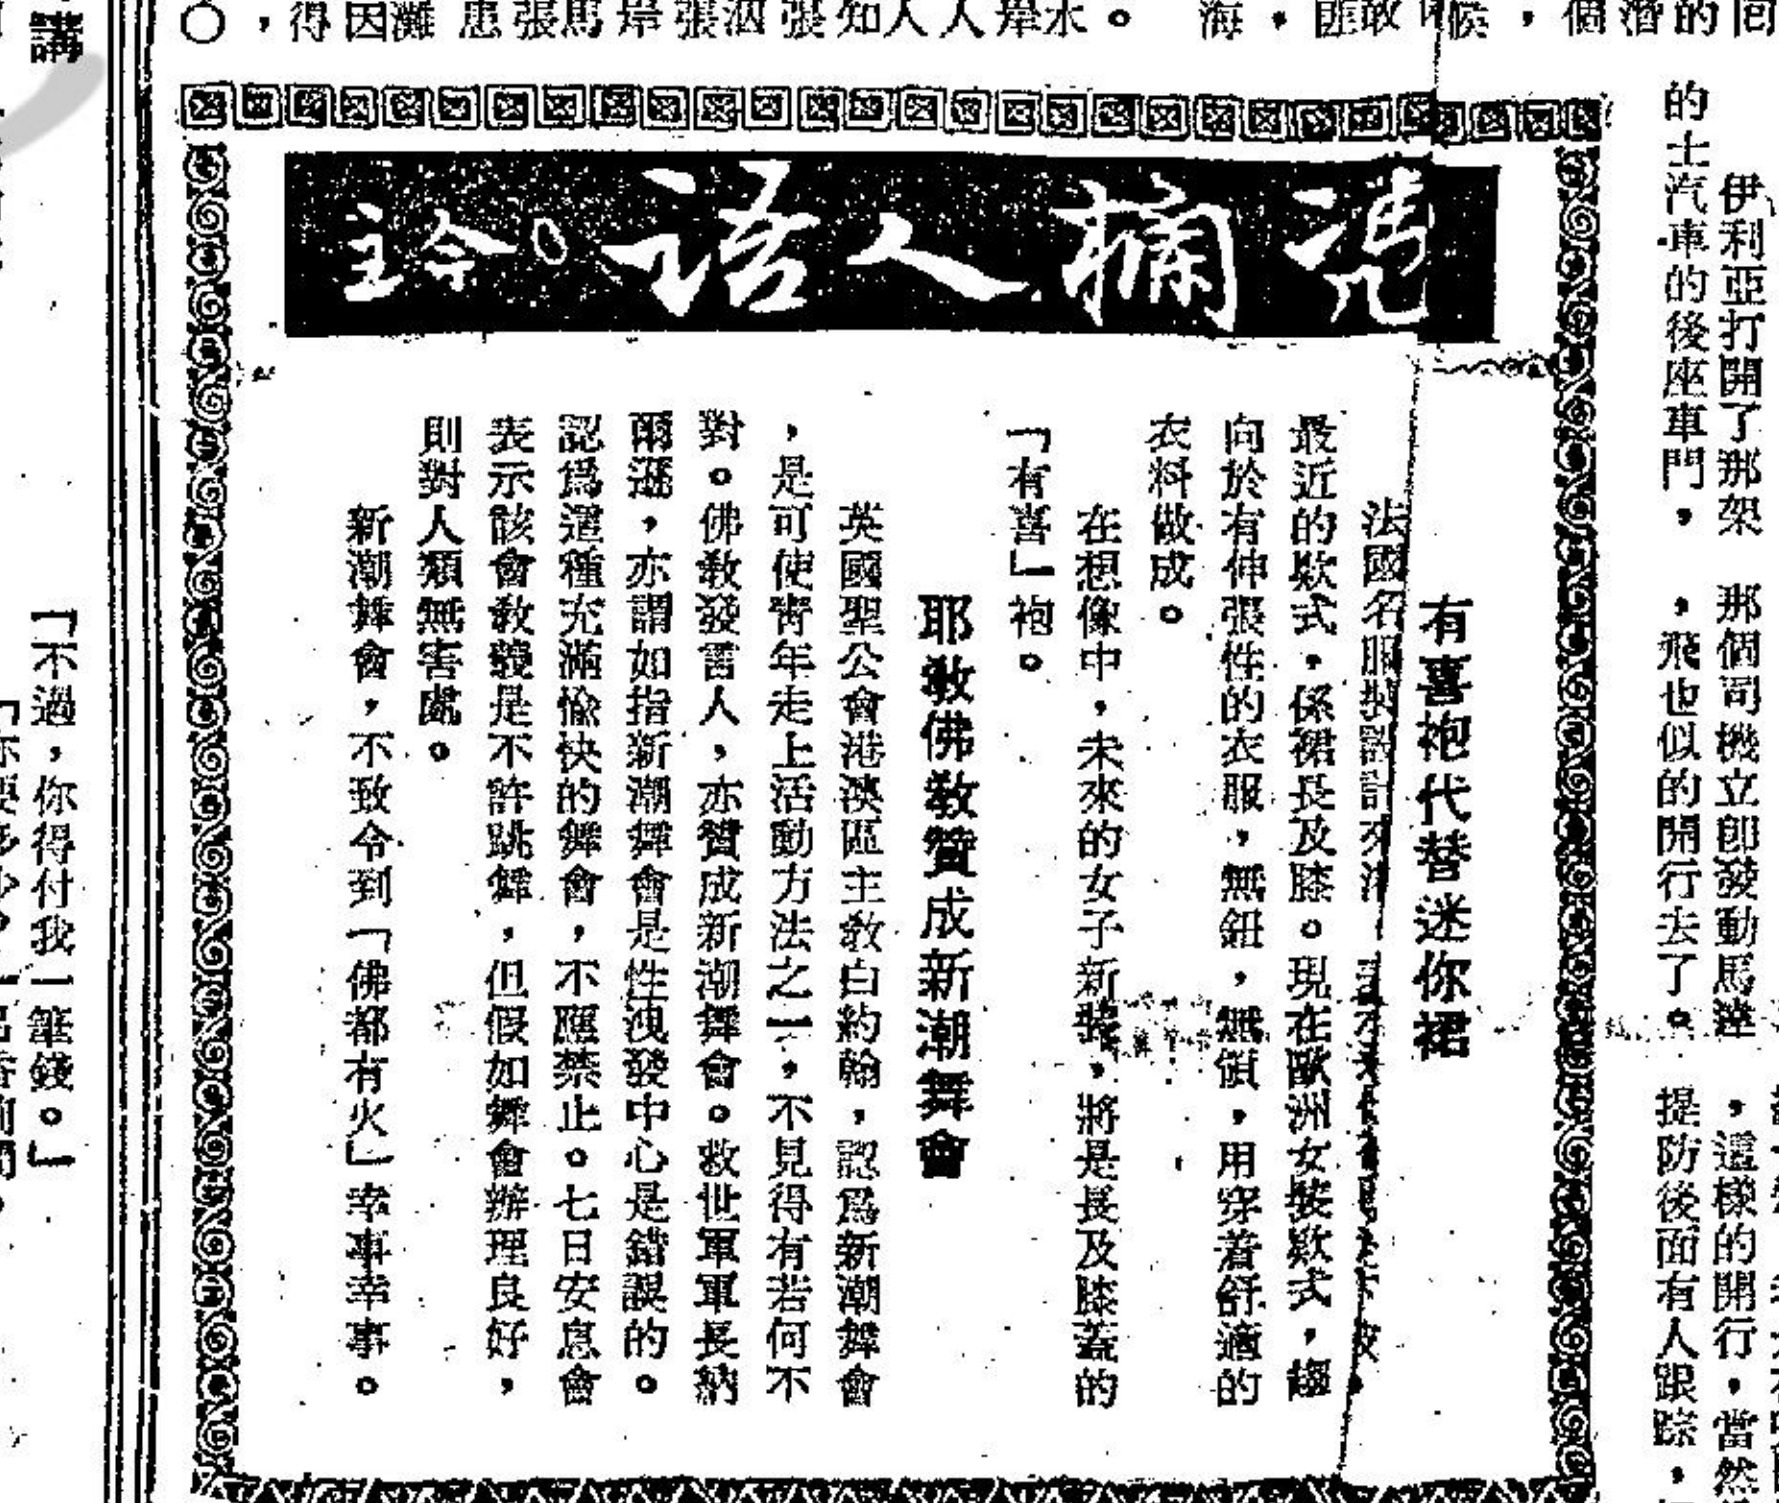 凭欄人語。金主
有喜袍代替迷你裙
法國名服裝設計
最近的款式，係裙長及膝。現在歐洲女裝款式，趨
向於有伸張性的衣服，無鈕，無領，用穿着舒適的
衣料做成。
在想像中，未來的女子新裝，將是長及膝蓋的
「有喜」袍。
耶敎佛敎贊成新潮舞會
英國聖公會港澳區主敎白約翰，認爲新潮舞會
，是可使靑年走上活動方法之一，不見得有若何不
對。佛敎發言人，亦贊成新潮舞會。救世軍軍長納
爾遜，亦謂如指新潮舞會是性洩發中心是錯誤的。
認爲這種充滿愉快的舞會，不應禁止。七日安息會
表示該會敎義是不許跳舞，但假如舞會辦理良好，
則對人類無害處。
新潮舞會，不致令到「佛都有火」幸事幸事。
伊利亞打開了那架
的士汽車的後座車門，
那個司機立卽發動馬達
，飛也似的開行去了。
，這樣的開行，當然
提防後面有人跟踪，
「不過，你得付我一筆錢。」
講